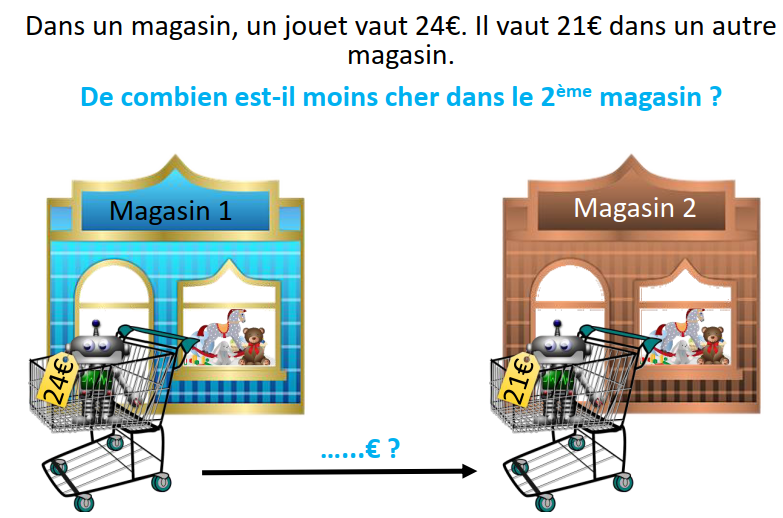 Dans un magasin, un jouet vaut 24€. Il vaut 21€ dans un autre
magasin.
De combien est-il moins cher dans le 2ème magasin ?
Magasin 1
Magasin 2
24€
21€
......€ ?